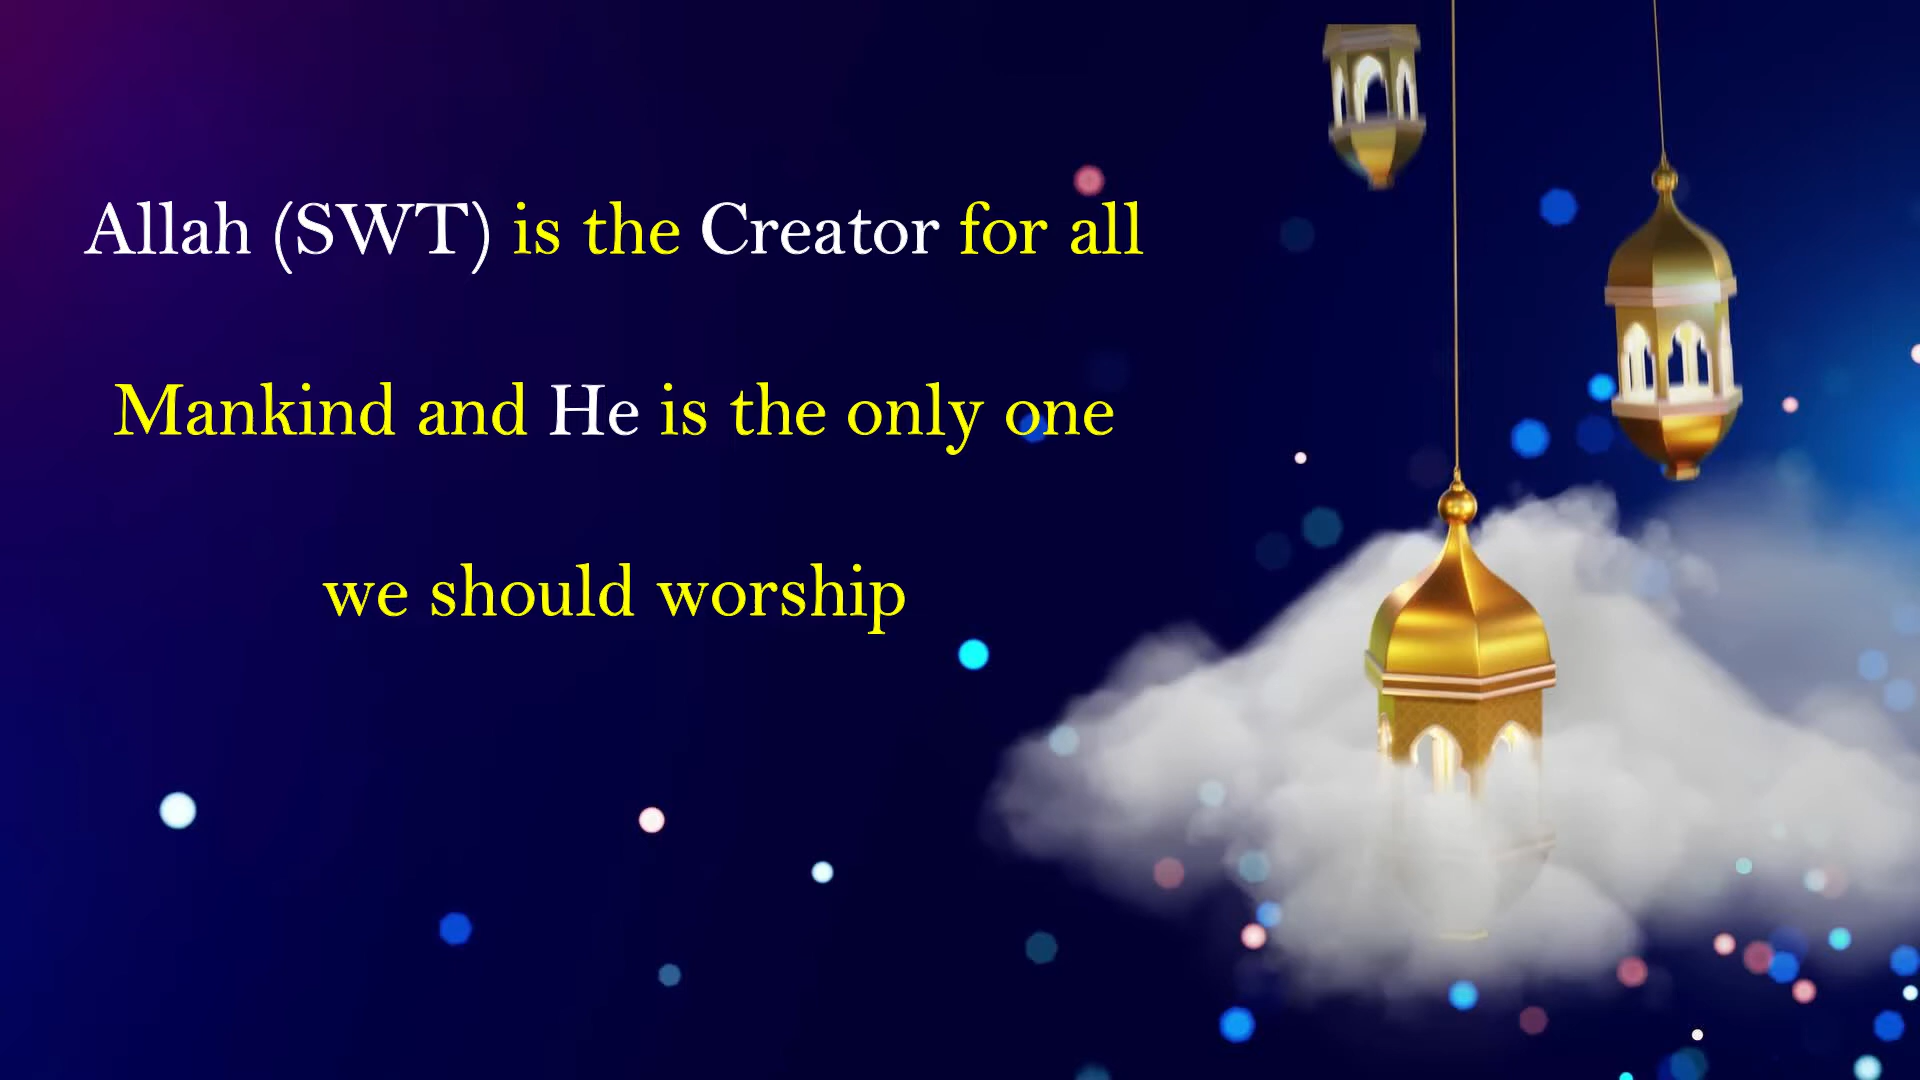 Allah (SWT) is the Creator for all
Mankind and He is the only one
we should worship